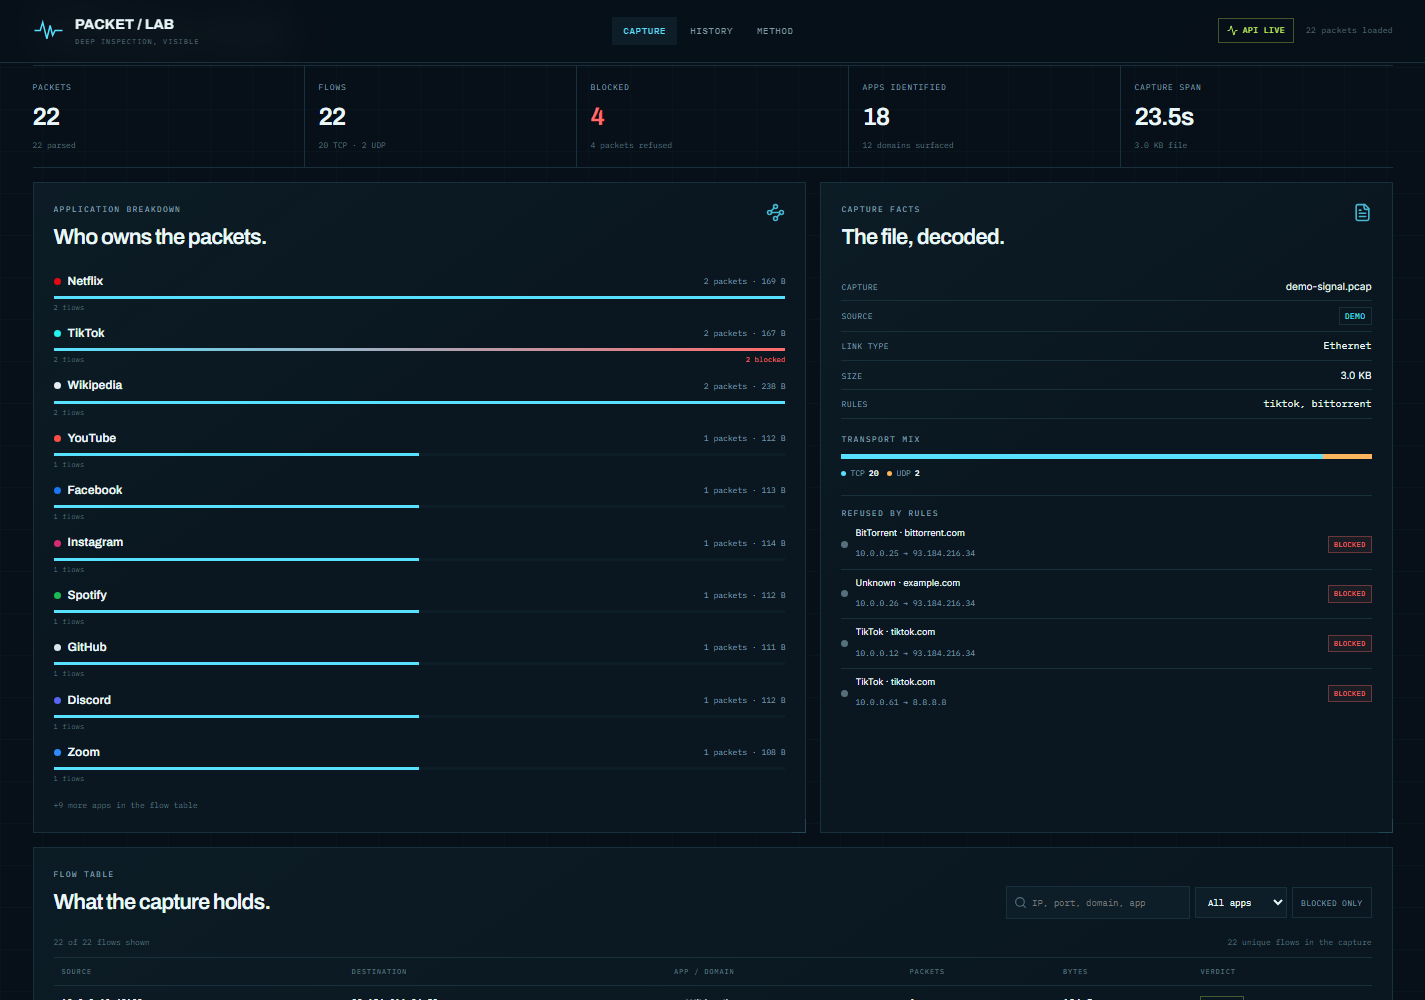 PACKET / LAB
DEEP INSPECTION, VISIBLE
CAPTURE HISTORY METHOD
API LIVE
22 packets loaded
PACKETS
22
22 parsed
FLOWS
22
20 TCP · 2 UDP
BLOCKED
4
4 packets refused
APPS IDENTIFIED
18
12 domains surfaced
CAPTURE SPAN
23.5s
3.0 KB file
APPLICATION BREAKDOWN
Who owns the packets.
Netflix 2 packets · 169 B
2 flows
TikTok 2 packets · 167 B
2 flows 2 blocked
Wikipedia 2 packets · 238 B
2 flows
YouTube 1 packets · 112 B
1 flows
Facebook 1 packets · 113 B
1 flows
Instagram 1 packets · 114 B
1 flows
Spotify 1 packets · 112 B
1 flows
GitHub 1 packets · 111 B
1 flows
Discord 1 packets · 112 B
1 flows
Zoom 1 packets · 108 B
1 flows
+9 more apps in the flow table
CAPTURE FACTS
The file, decoded.
CAPTURE demo-signal.pcap
SOURCE DEMO
LINK TYPE Ethernet
SIZE 3.0 KB
RULES tiktok, bittorrent
TRANSPORT MIX
TCP 20 UDP 2
REFUSED BY RULES
BitTorrent · bittorrent.com
10.0.0.25 → 93.184.216.34
BLOCKED
Unknown · example.com
10.0.0.26 → 93.184.216.34
BLOCKED
TikTok · tiktok.com
10.0.0.12 → 93.184.216.34
BLOCKED
TikTok · tiktok.com
10.0.0.61 → 8.8.8.8
BLOCKED
FLOW TABLE
What the capture holds.
IP, port, domain, app
All apps
BLOCKED ONLY
22 of 22 flows shown
22 unique flows in the capture
SOURCE DESTINATION APP / DOMAIN PACKETS BYTES VERDICT